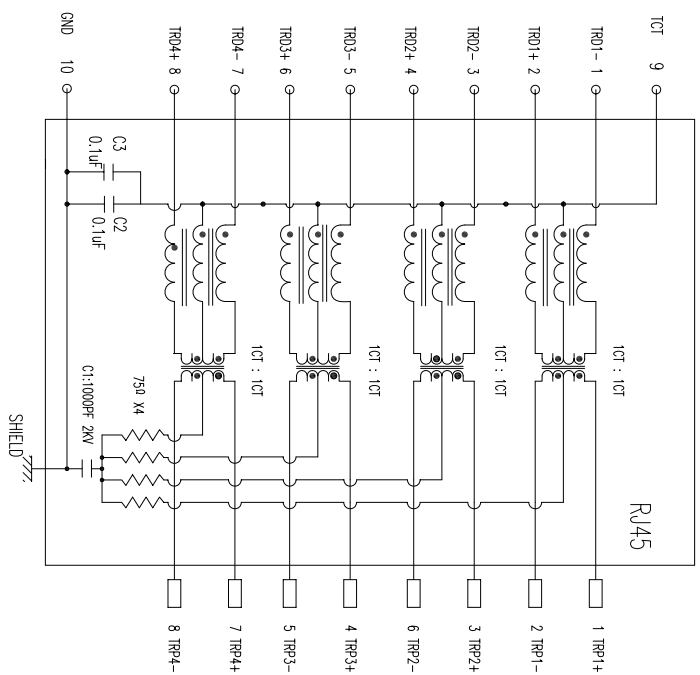 RJ45
TCT 9
TRD1- 1
1 TRP1+
1CT : 1CT
TRD1+ 2
2 TRP1-
TRD2- 3
3 TRP2+
1CT : 1CT
TRD2+ 4
6 TRP2-
TRD3- 5
4 TRP3+
1CT : 1CT
TRD3+ 6
5 TRP3-
TRD4- 7
7 TRP4+
1CT : 1CT
TRD4+ 8
8 TRP4-
75Ω X4
C3
0.1uF
C2
0.1uF
C1:1000PF 2KV
GND 10
SHIELD